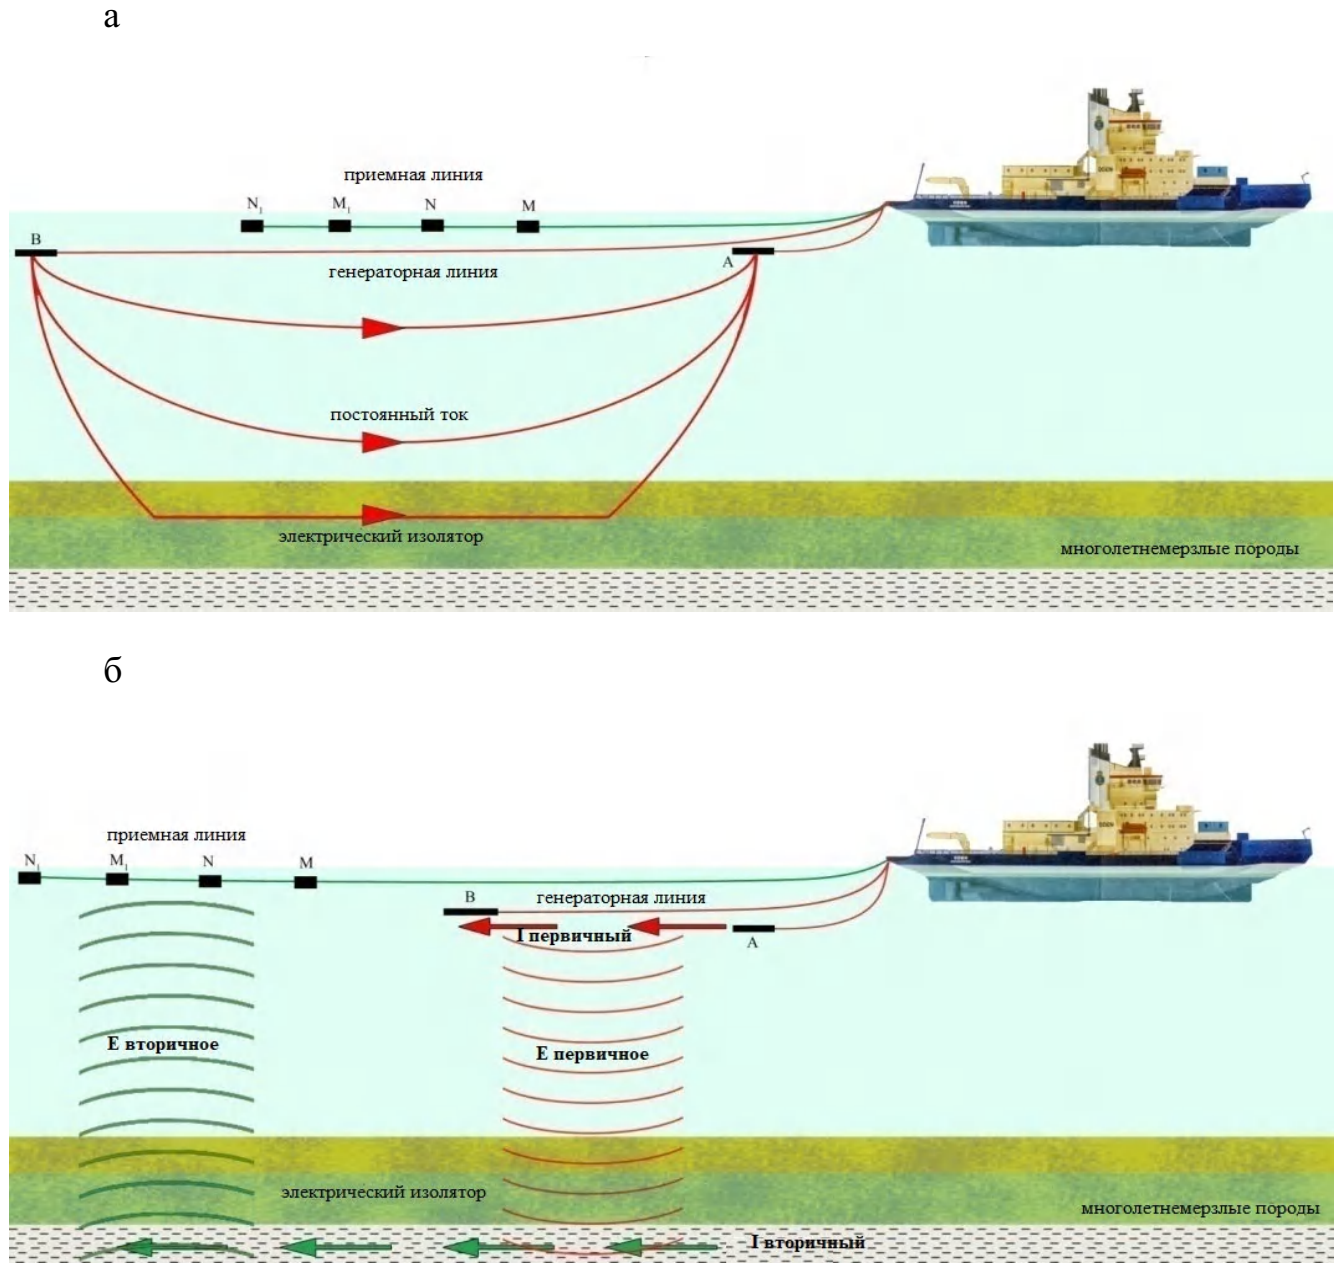 а
приемная линия
N₁ M₁ N M
B
A
генераторная линия
постоянный ток
электрический изолятор
многолетнемерзлые породы
б
приемная линия
N₁ M₁ N M
B генераторная линия
I первичный
A
E вторичное
E первичное
электрический изолятор
многолетнемерзлые породы
I вторичный